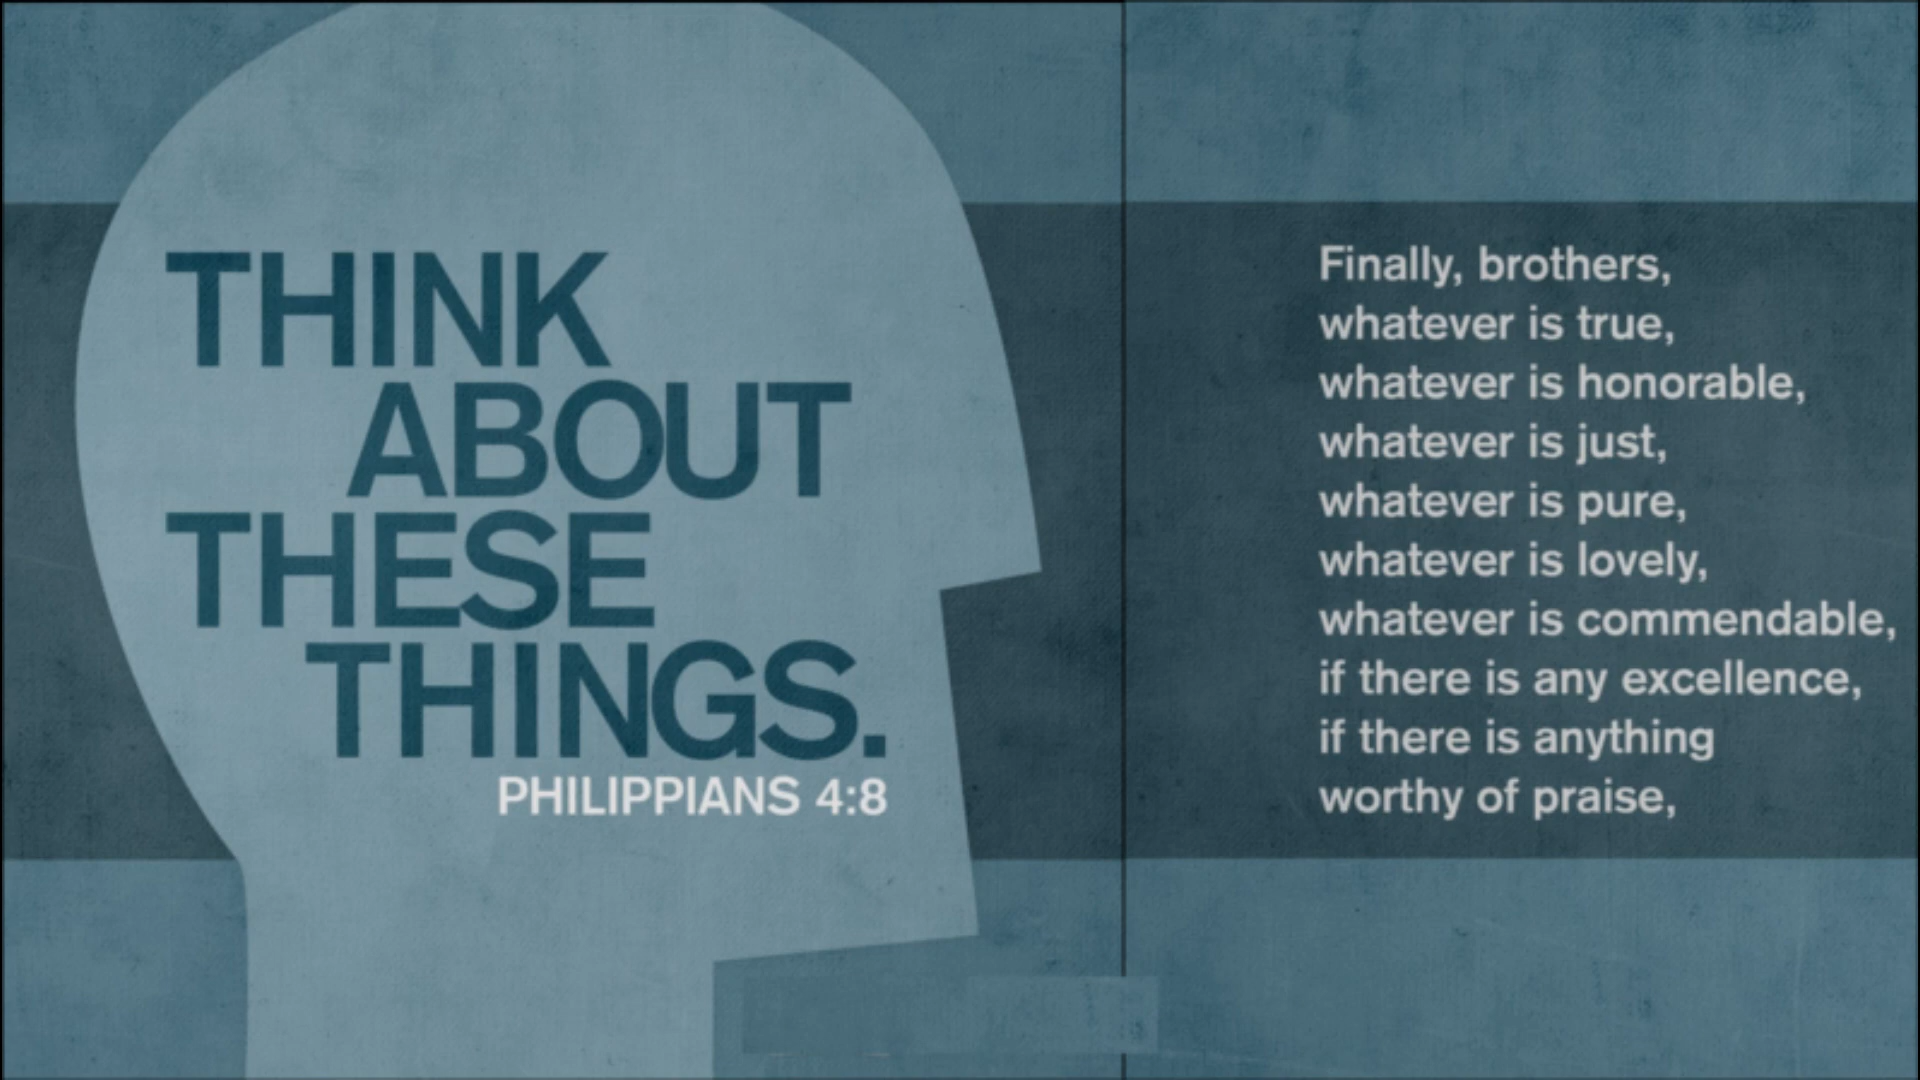 THINK
ABOUT
THESE
THINGS.
PHILIPPIANS 4:8
Finally, brothers,
whatever is true,
whatever is honorable,
whatever is just,
whatever is pure,
whatever is lovely,
whatever is commendable,
if there is any excellence,
if there is anything
worthy of praise,